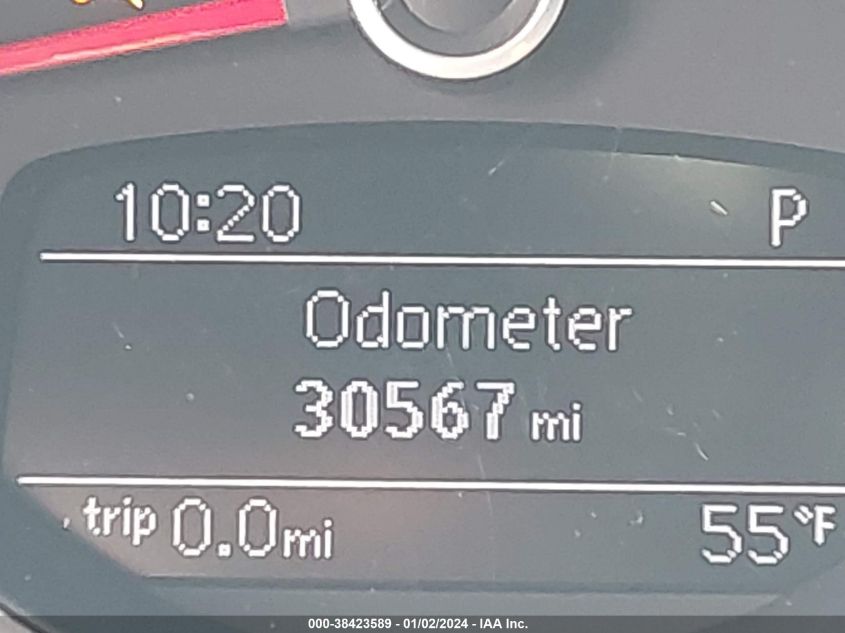 10:20 P
Odometer
30567 mi
trip 0.0mi 55°F
000-38423589 - 01/02/2024 - IAA Inc.